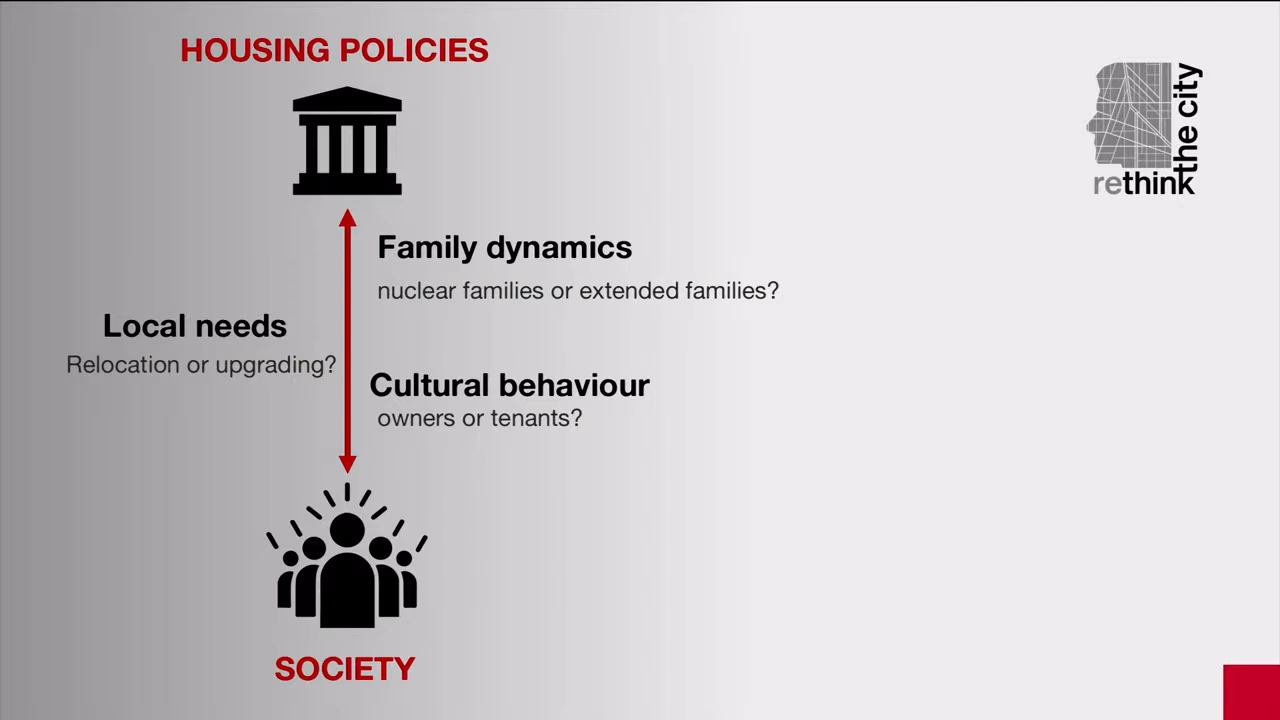 HOUSING POLICIES
rethink
the city
Family dynamics
nuclear families or extended families?
Local needs
Relocation or upgrading?
Cultural behaviour
owners or tenants?
SOCIETY